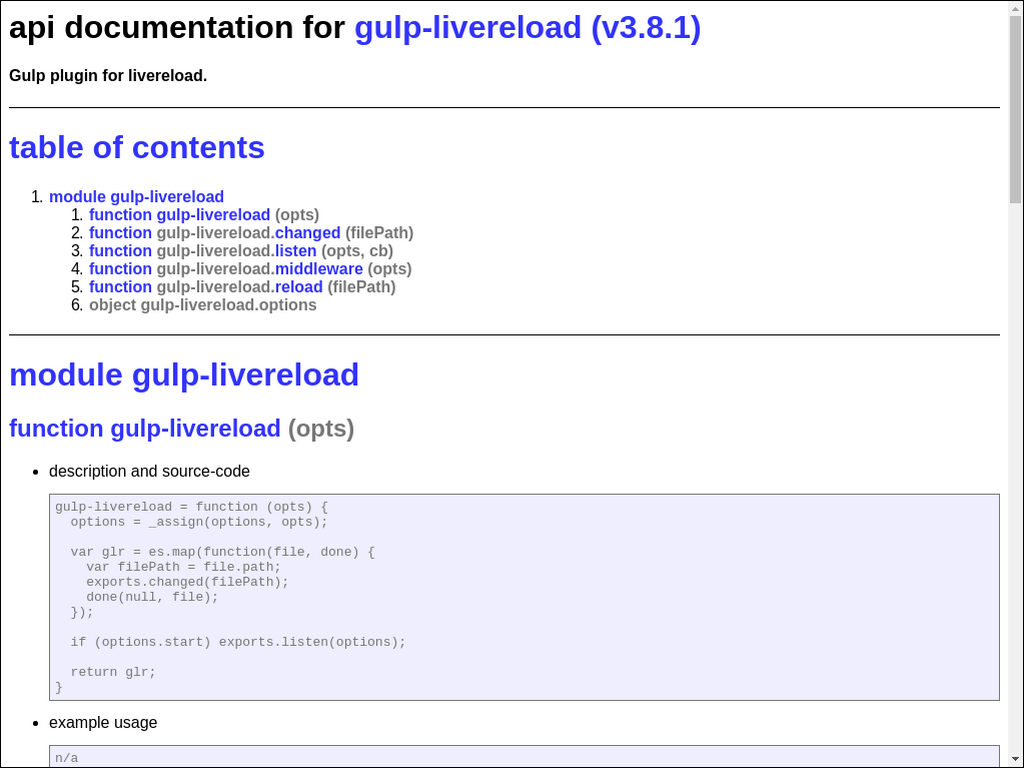 api documentation for gulp-livereload (v3.8.1)
Gulp plugin for livereload.
table of contents
1. module gulp-livereload
1. function gulp-livereload (opts)
2. function gulp-livereload.changed (filePath)
3. function gulp-livereload.listen (opts, cb)
4. function gulp-livereload.middleware (opts)
5. function gulp-livereload.reload (filePath)
6. object gulp-livereload.options
module gulp-livereload
function gulp-livereload (opts)
• description and source-code
gulp-livereload = function (opts) {
  options = _assign(options, opts);
  var glr = es.map(function(file, done) {
    var filePath = file.path;
    exports.changed(filePath);
    done(null, file);
  });
  if (options.start) exports.listen(options);
  return glr;
}
• example usage
n/a